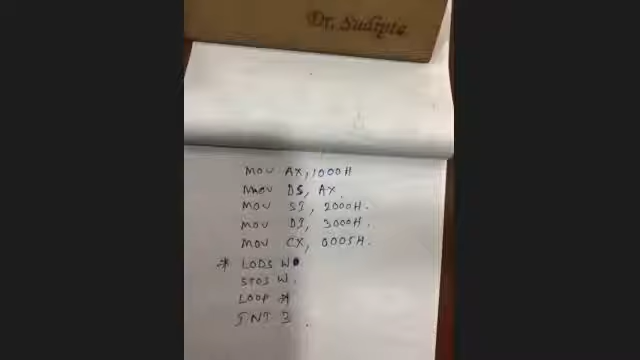 Dr. Sudipta
MOV AX, 1000H
MOV DS, AX.
MOV SI, 2000H.
MOV DI, 3000H.
MOV CX, 0005H.
* LODS W.
STOS W.
LOOP *
INT 3.